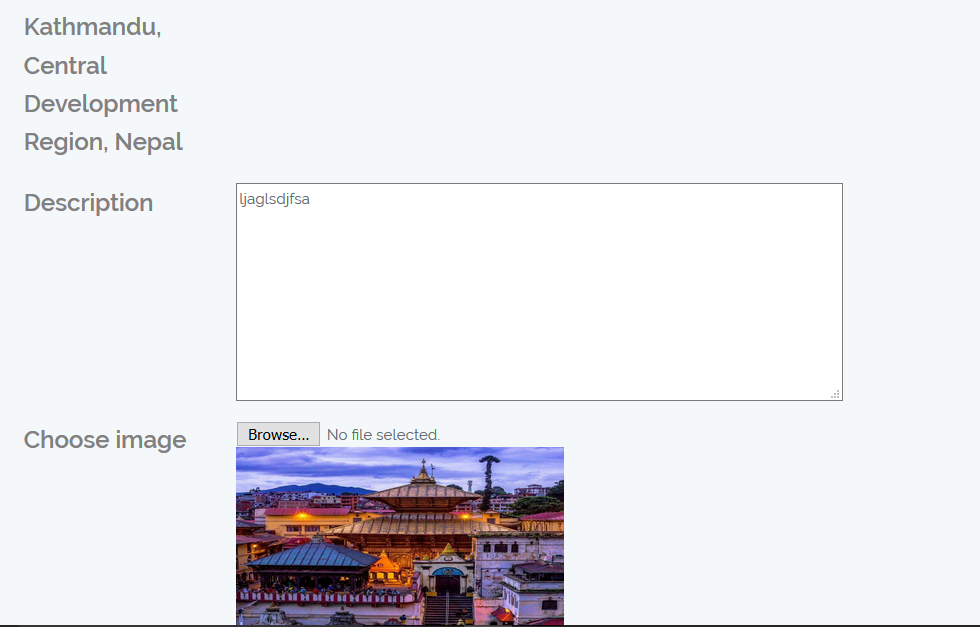 Kathmandu,
Central
Development
Region, Nepal
Description
ljaglsdjfsa
Choose image
Browse... No file selected.